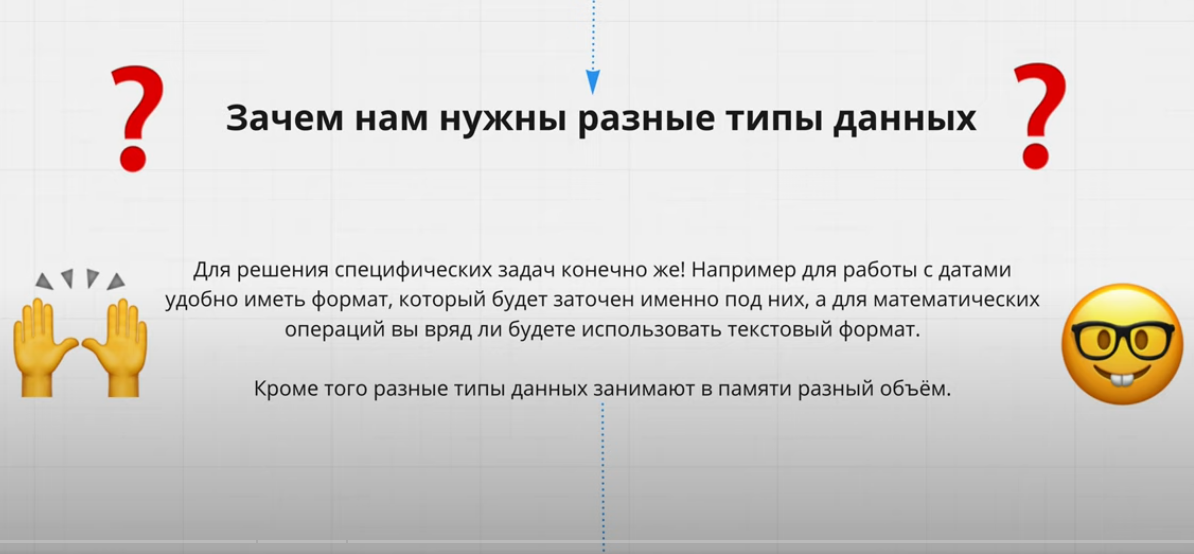 Зачем нам нужны разные типы данных
Для решения специфических задач конечно же! Например для работы с датами
удобно иметь формат, который будет заточен именно под них, а для математических
операций вы вряд ли будете использовать текстовый формат.
Кроме того разные типы данных занимают в памяти разный объём.